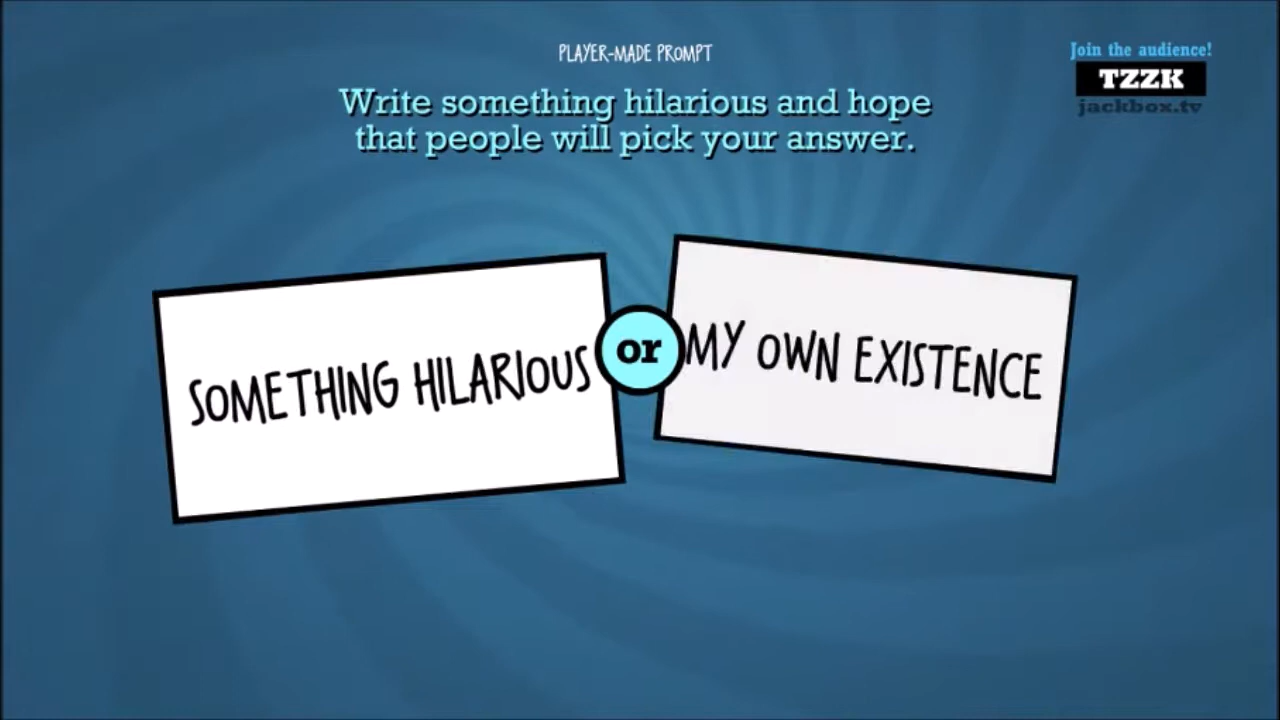 PLAYER-MADE PROMPT
Join the audience!
TZZK
jackbox.tv
Write something hilarious and hope
that people will pick your answer.
SOMETHING HILARIOUS
or
MY OWN EXISTENCE